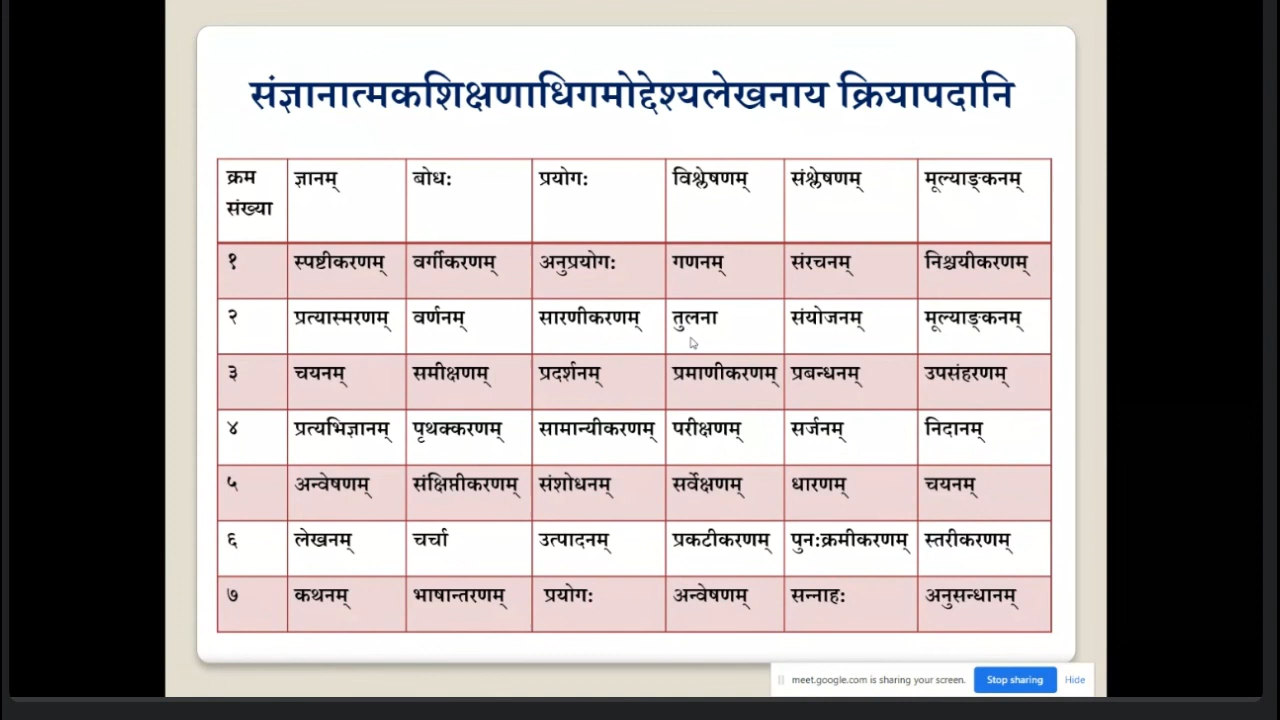 संज्ञानात्मकशिक्षणाधिगमोद्देश्यलेखनाय क्रियापदानि
क्रम संख्या ज्ञानम् बोधः प्रयोगः विश्लेषणम् संश्लेषणम् मूल्याङ्कनम्
१ स्पष्टीकरणम् वर्गीकरणम् अनुप्रयोगः गणनम् संरचनम् निश्चयीकरणम्
२ प्रत्यास्मरणम् वर्णनम् सारणीकरणम् तुलना संयोजनम् मूल्याङ्कनम्
३ चयनम् समीक्षणम् प्रदर्शनम् प्रमाणीकरणम् प्रबन्धनम् उपसंहरणम्
४ प्रत्यभिज्ञानम् पृथक्करणम् सामान्यीकरणम् परीक्षणम् सर्जनम् निदानम्
५ अन्वेषणम् संक्षिप्तीकरणम् संशोधनम् सर्वेक्षणम् धारणम् चयनम्
६ लेखनम् चर्चा उत्पादनम् प्रकटीकरणम् पुनःक्रमीकरणम् स्तरीकरणम्
७ कथनम् भाषान्तरणम् प्रयोगः अन्वेषणम् सन्नाहः अनुसन्धानम्
meet.google.com is sharing your screen. Stop sharing Hide